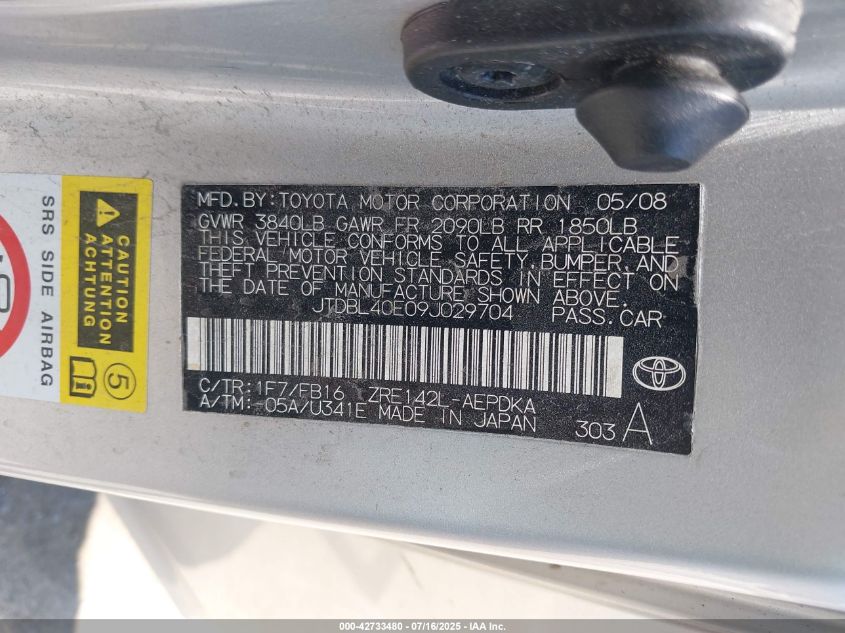 MFD. BY: TOYOTA MOTOR CORPORATION 05/08
GVWR 3840LB GAWR FR 2090LB RR 1850LB
THIS VEHICLE CONFORMS TO ALL APPLICABLE
FEDERAL MOTOR VEHICLE SAFETY, BUMPER, AND
THEFT PREVENTION STANDARDS IN EFFECT ON
THE DATE OF MANUFACTURE SHOWN ABOVE.
JTDBL40E09J029704 PASS. CAR
C/TR: 1F7/FB16 ZRE142L-AEPDKA
A/TM: -05A/U341E MADE IN JAPAN 303 A
SRS SIDE AIRBAG
CAUTION
ATTENTION
ACHTUNG
5
000-42733480 - 07/16/2025 - IAA Inc.